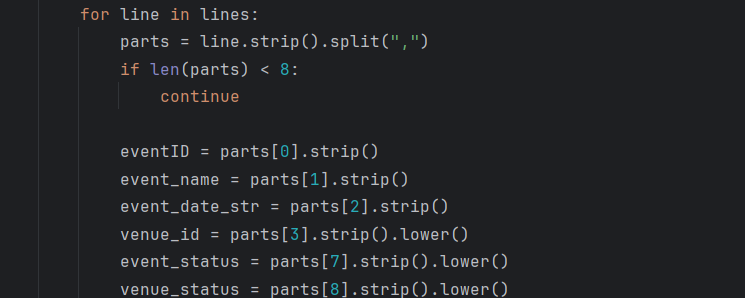 for line in lines:
parts = line.strip().split(",")
if len(parts) < 8:
continue
eventID = parts[0].strip()
event_name = parts[1].strip()
event_date_str = parts[2].strip()
venue_id = parts[3].strip().lower()
event_status = parts[7].strip().lower()
venue_status = parts[8].strip().lower()